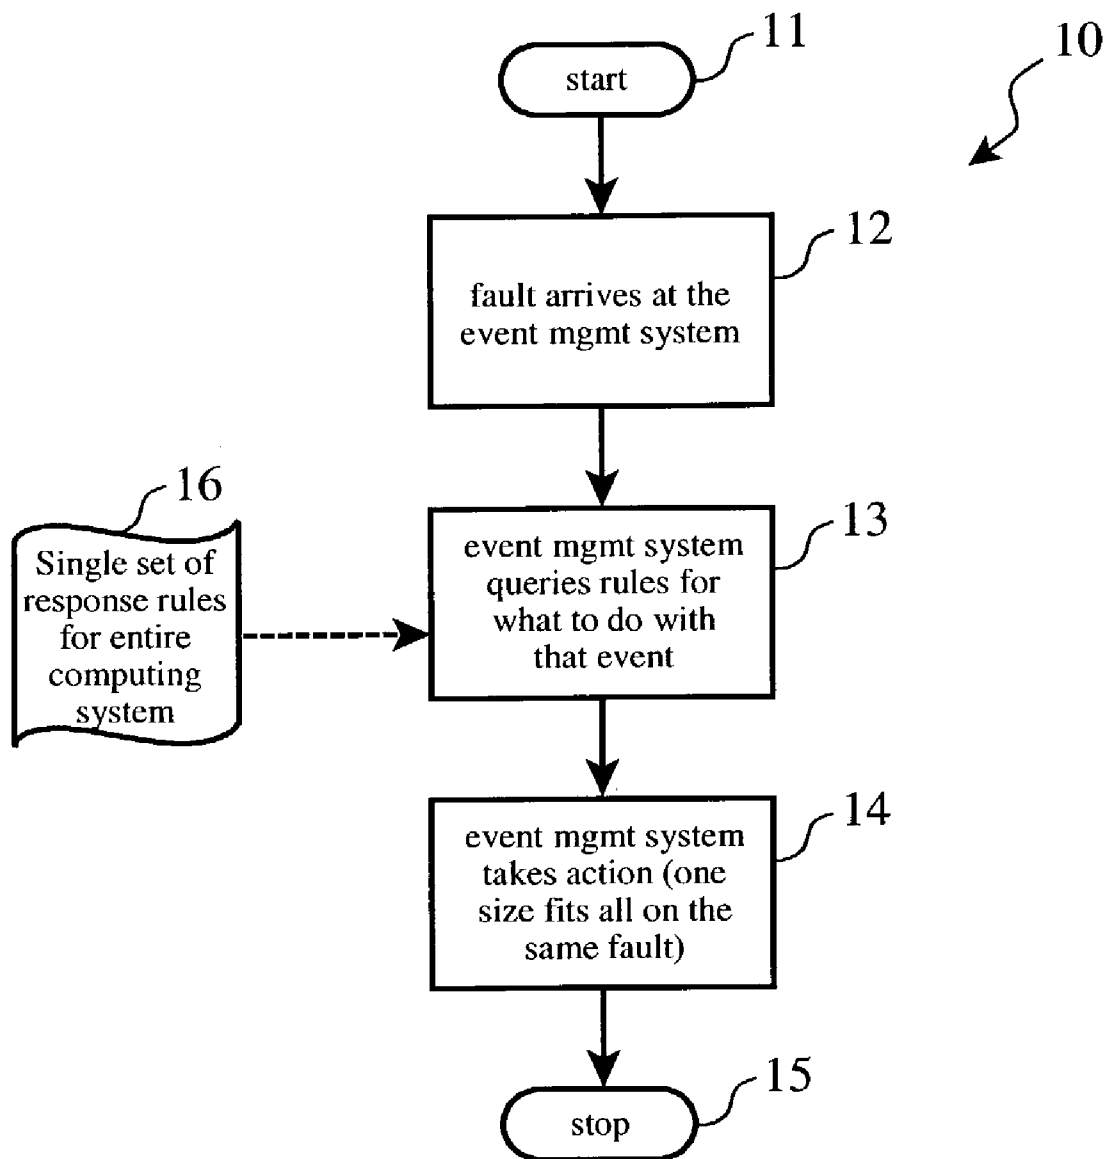 11
10
start
12
fault arrives at the
event mgmt system
16
Single set of
response rules
for entire
computing
system
13
event mgmt system
queries rules for
what to do with
that event
14
event mgmt system
takes action (one
size fits all on the
same fault)
15
stop